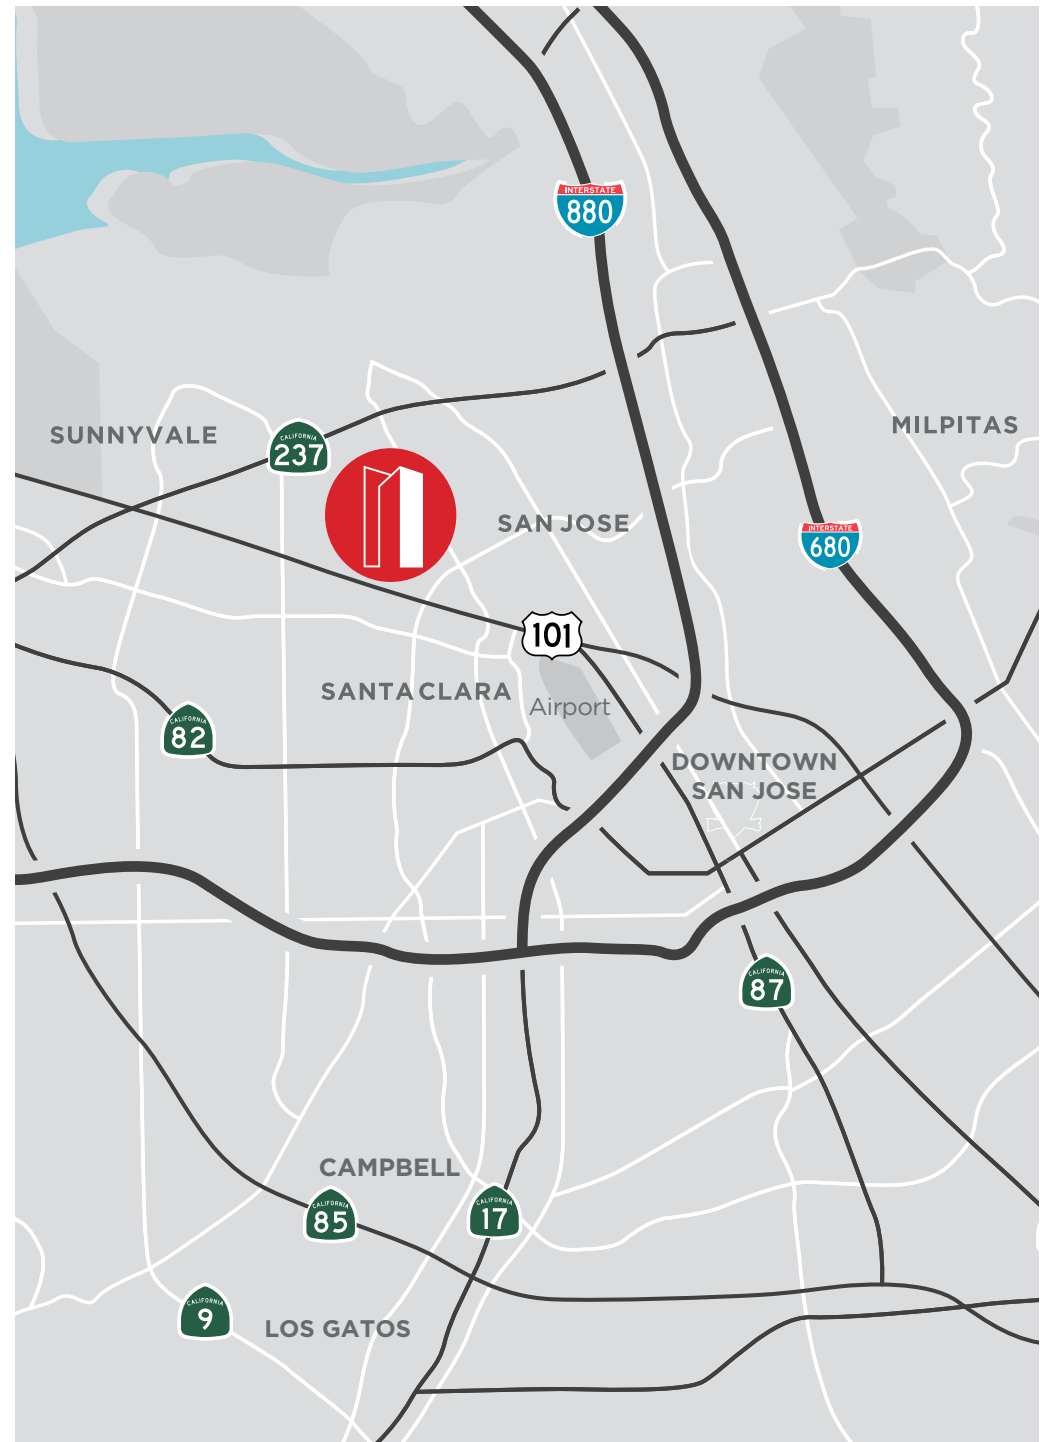 INTERSTATE
880
MILPITAS
SUNNYVALE
CALIFORNIA
237
SAN JOSE
INTERSTATE
680
101
SANTA CLARA
Airport
CALIFORNIA
82
DOWNTOWN
SAN JOSE
CALIFORNIA
87
CAMPBELL
CALIFORNIA
85
CALIFORNIA
17
CALIFORNIA
9
LOS GATOS